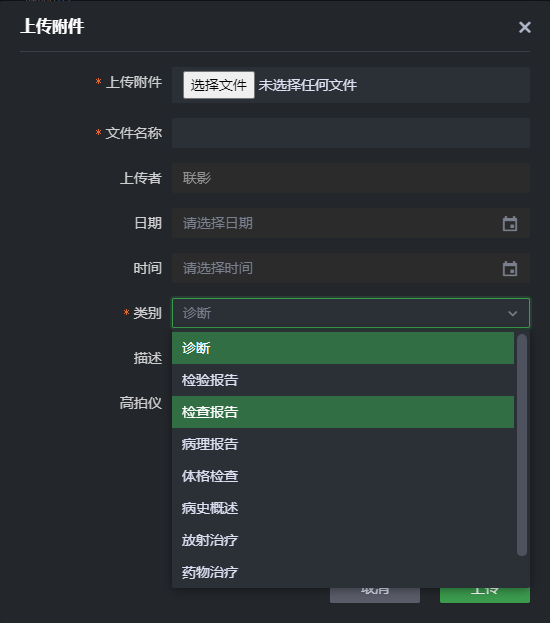 上传附件
* 上传附件 选择文件 未选择任何文件
* 文件名称
上传者 联影
日期 请选择日期
时间 请选择时间
* 类别 诊断
描述
高拍仪
诊断
检验报告
检查报告
病理报告
体格检查
病史概述
放射治疗
药物治疗
取消 上传